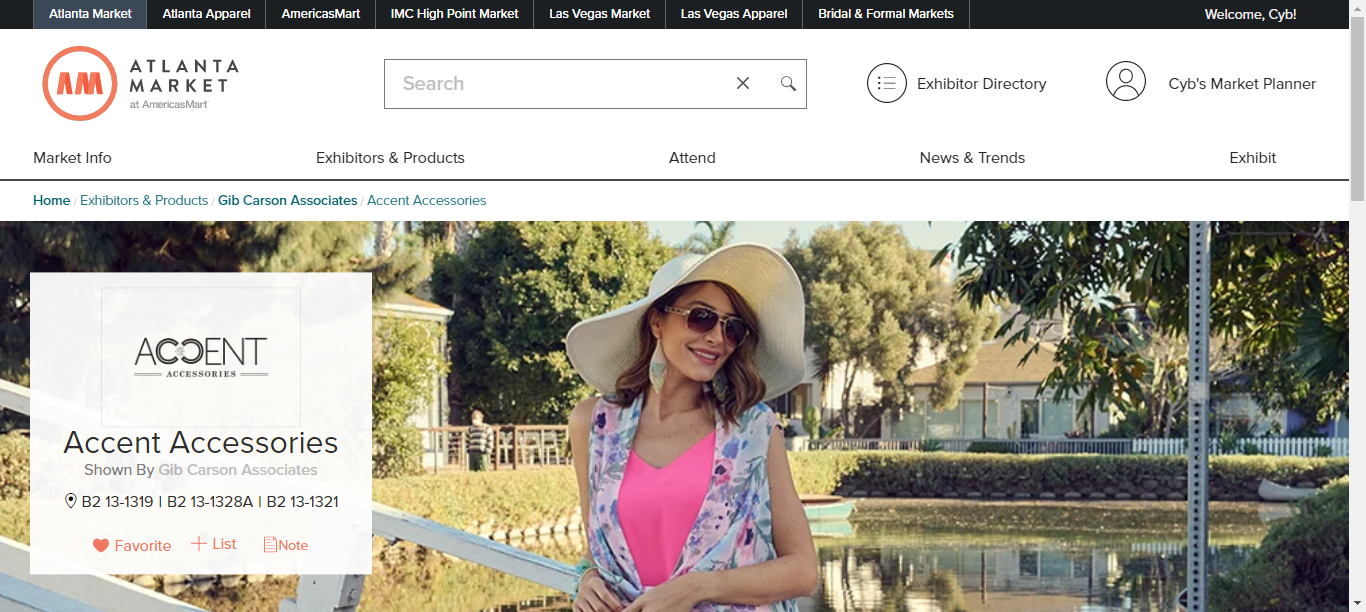 Atlanta Market
Atlanta Apparel
AmericasMart
IMC High Point Market
Las Vegas Market
Las Vegas Apparel
Bridal & Formal Markets
Welcome, Cyb!
AM
ATLANTA
MARKET
at AmericasMart
Search
Exhibitor Directory
Cyb's Market Planner
Market Info
Exhibitors & Products
Attend
News & Trends
Exhibit
Home / Exhibitors & Products / Gib Carson Associates / Accent Accessories
ACCENT
ACCESSORIES
Accent Accessories
Shown By Gib Carson Associates
B2 13-1319 | B2 13-1328A | B2 13-1321
Favorite
List
Note